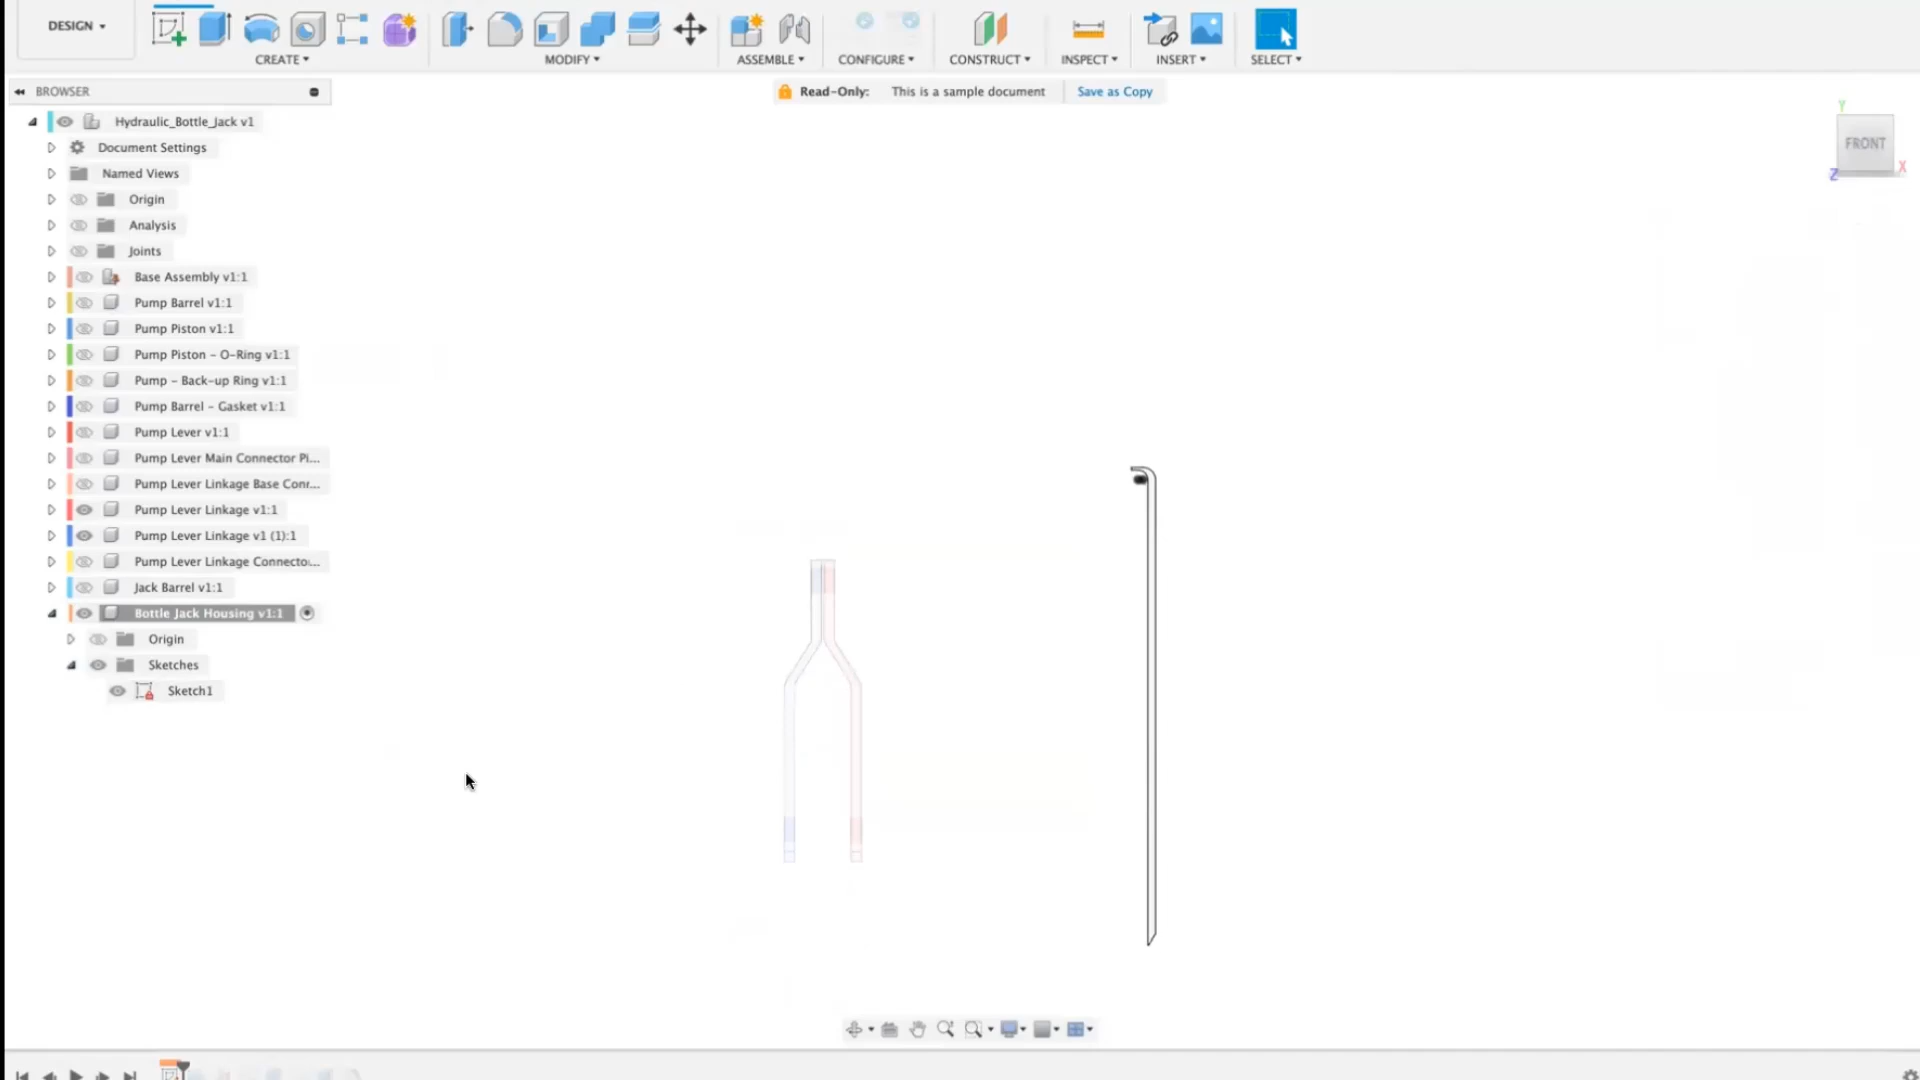 DESIGN
CREATE
MODIFY
ASSEMBLE
CONFIGURE
CONSTRUCT
INSPECT
INSERT
SELECT
BROWSER
Read-Only: This is a sample document Save as Copy
Hydraulic_Bottle_Jack v1
Document Settings
Named Views
Origin
Analysis
Joints
Base Assembly v1:1
Pump Barrel v1:1
Pump Piston v1:1
Pump Piston - O-Ring v1:1
Pump - Back-up Ring v1:1
Pump Barrel - Gasket v1:1
Pump Lever v1:1
Pump Lever Main Connector Pi...
Pump Lever Linkage Base Conr...
Pump Lever Linkage v1:1
Pump Lever Linkage v1 (1):1
Pump Lever Linkage Connecto...
Jack Barrel v1:1
Bottle Jack Housing v1:1
Origin
Sketches
Sketch1
Y
FRONT
X
Z